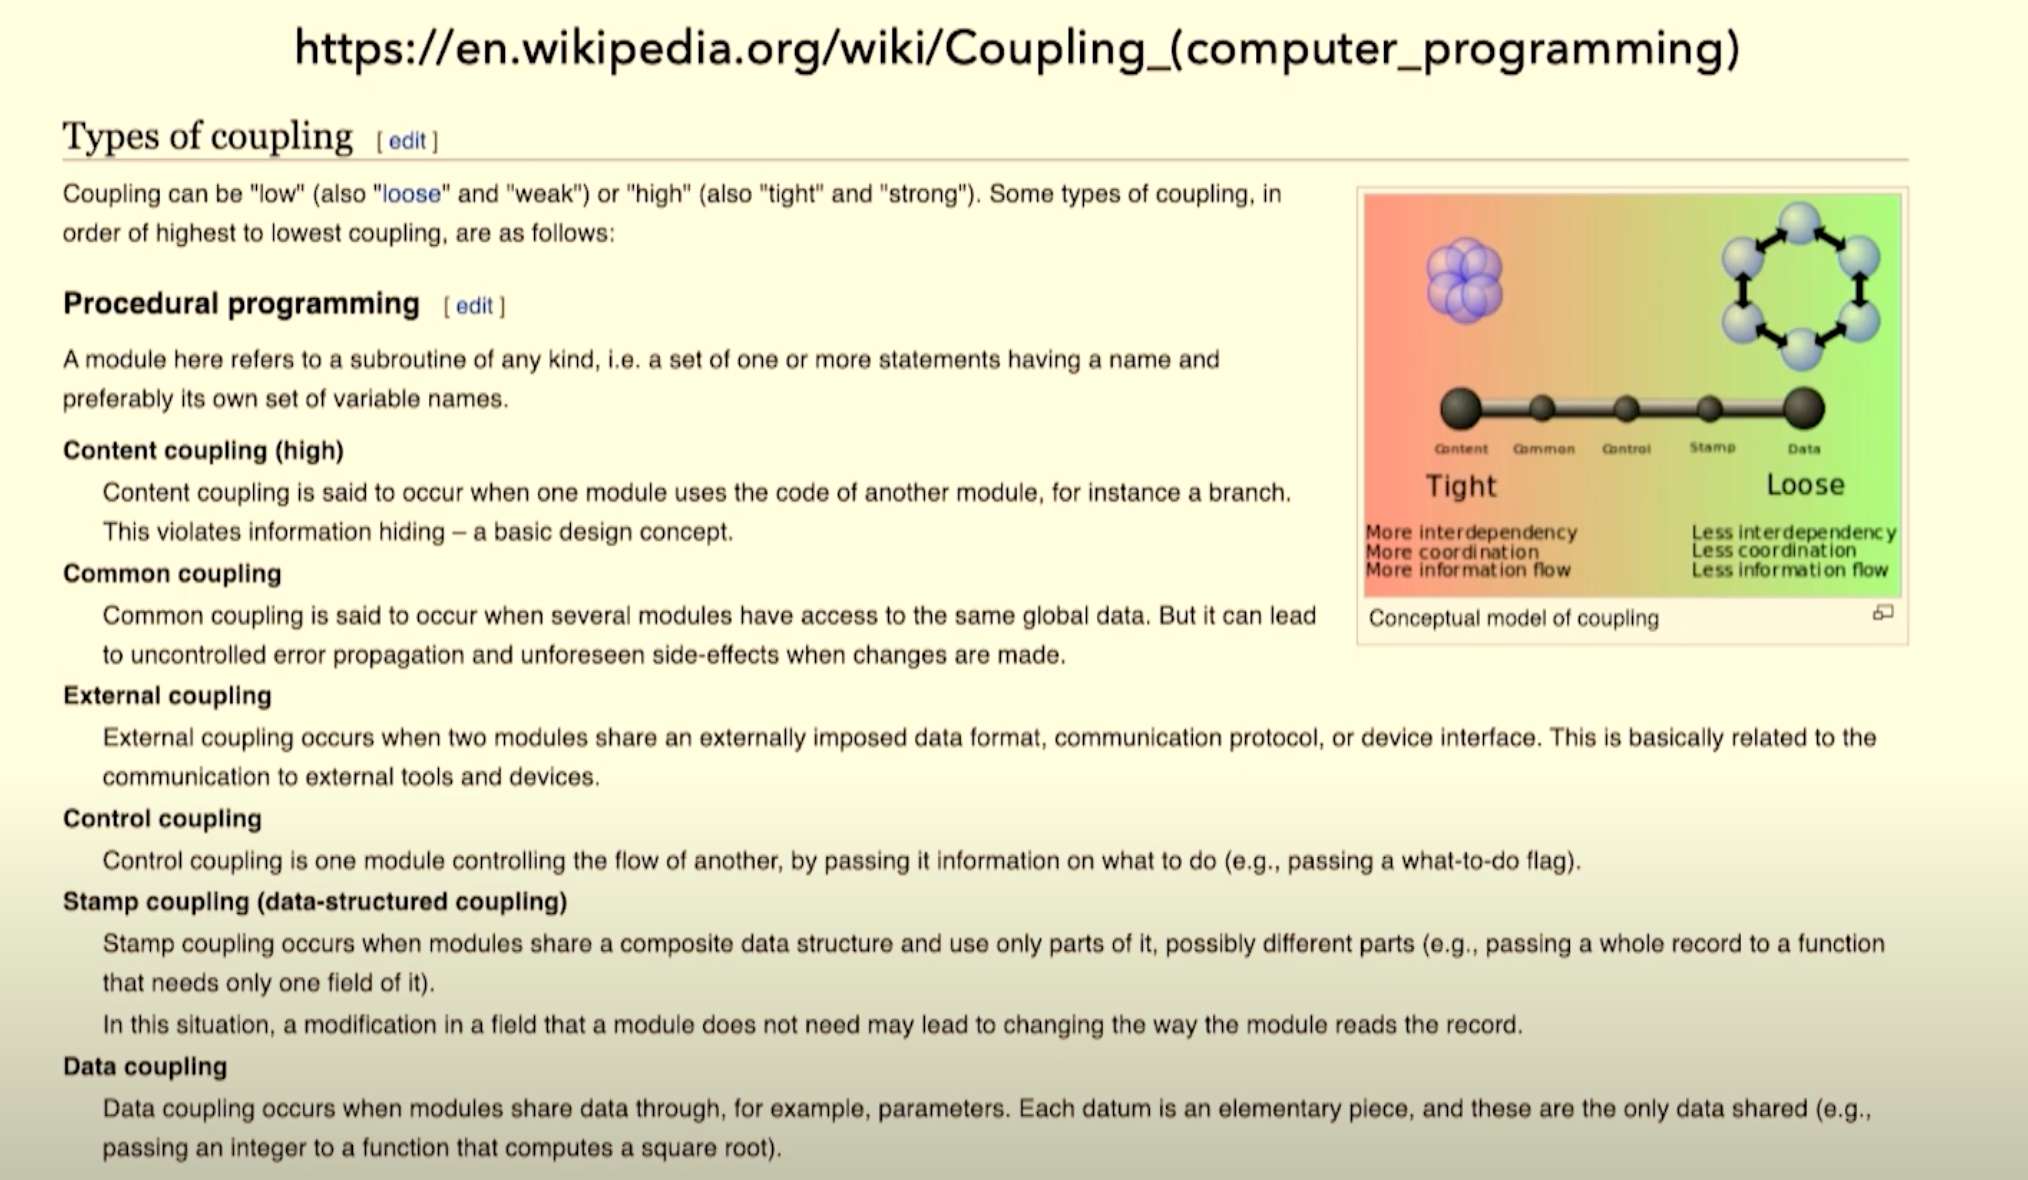 https://en.wikipedia.org/wiki/Coupling_(computer_programming)
Types of coupling [ edit ]
Coupling can be "low" (also "loose" and "weak") or "high" (also "tight" and "strong"). Some types of coupling, in
order of highest to lowest coupling, are as follows:
Procedural programming [ edit ]
A module here refers to a subroutine of any kind, i.e. a set of one or more statements having a name and
preferably its own set of variable names.
Content coupling (high)
Content coupling is said to occur when one module uses the code of another module, for instance a branch.
This violates information hiding – a basic design concept.
Common coupling
Common coupling is said to occur when several modules have access to the same global data. But it can lead
to uncontrolled error propagation and unforeseen side-effects when changes are made.
Content Common Control Stamp Data
Tight Loose
More interdependency
More coordination
More information flow
Less interdependency
Less coordination
Less information flow
Conceptual model of coupling
External coupling
External coupling occurs when two modules share an externally imposed data format, communication protocol, or device interface. This is basically related to the
communication to external tools and devices.
Control coupling
Control coupling is one module controlling the flow of another, by passing it information on what to do (e.g., passing a what-to-do flag).
Stamp coupling (data-structured coupling)
Stamp coupling occurs when modules share a composite data structure and use only parts of it, possibly different parts (e.g., passing a whole record to a function
that needs only one field of it).
In this situation, a modification in a field that a module does not need may lead to changing the way the module reads the record.
Data coupling
Data coupling occurs when modules share data through, for example, parameters. Each datum is an elementary piece, and these are the only data shared (e.g.,
passing an integer to a function that computes a square root).